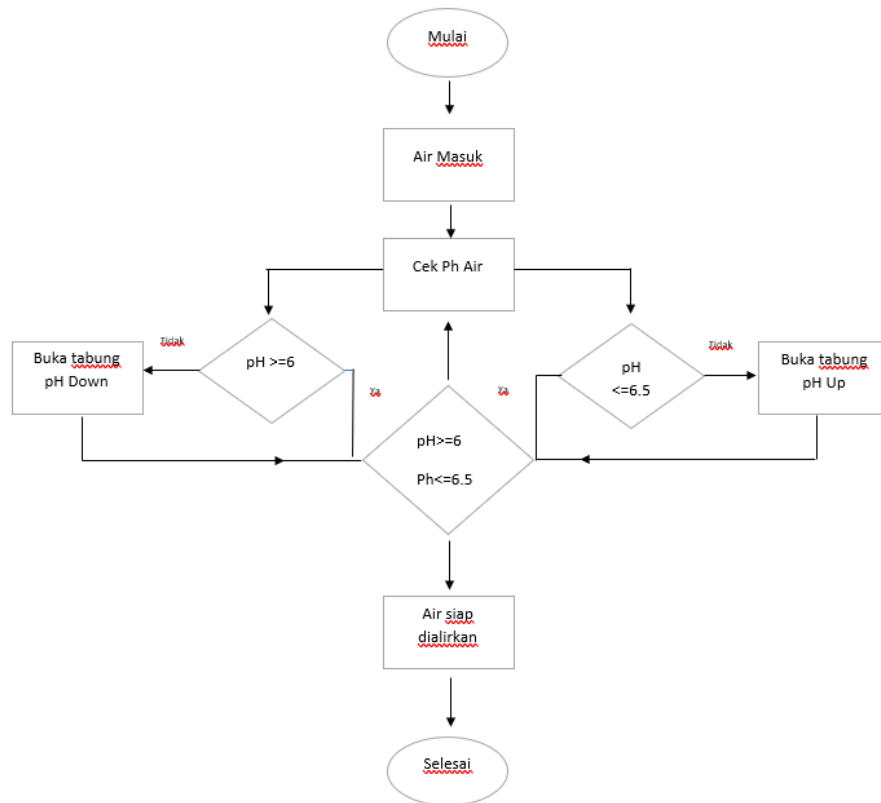 Mulai
Air Masuk
Cek Ph Air
Tidak
pH >=6
Buka tabung
pH Down
Ya
pH>=6
Ph<=6.5
Ya
pH
<=6.5
Tidak
Buka tabung
pH Up
Air siap
dialirkan
Selesai